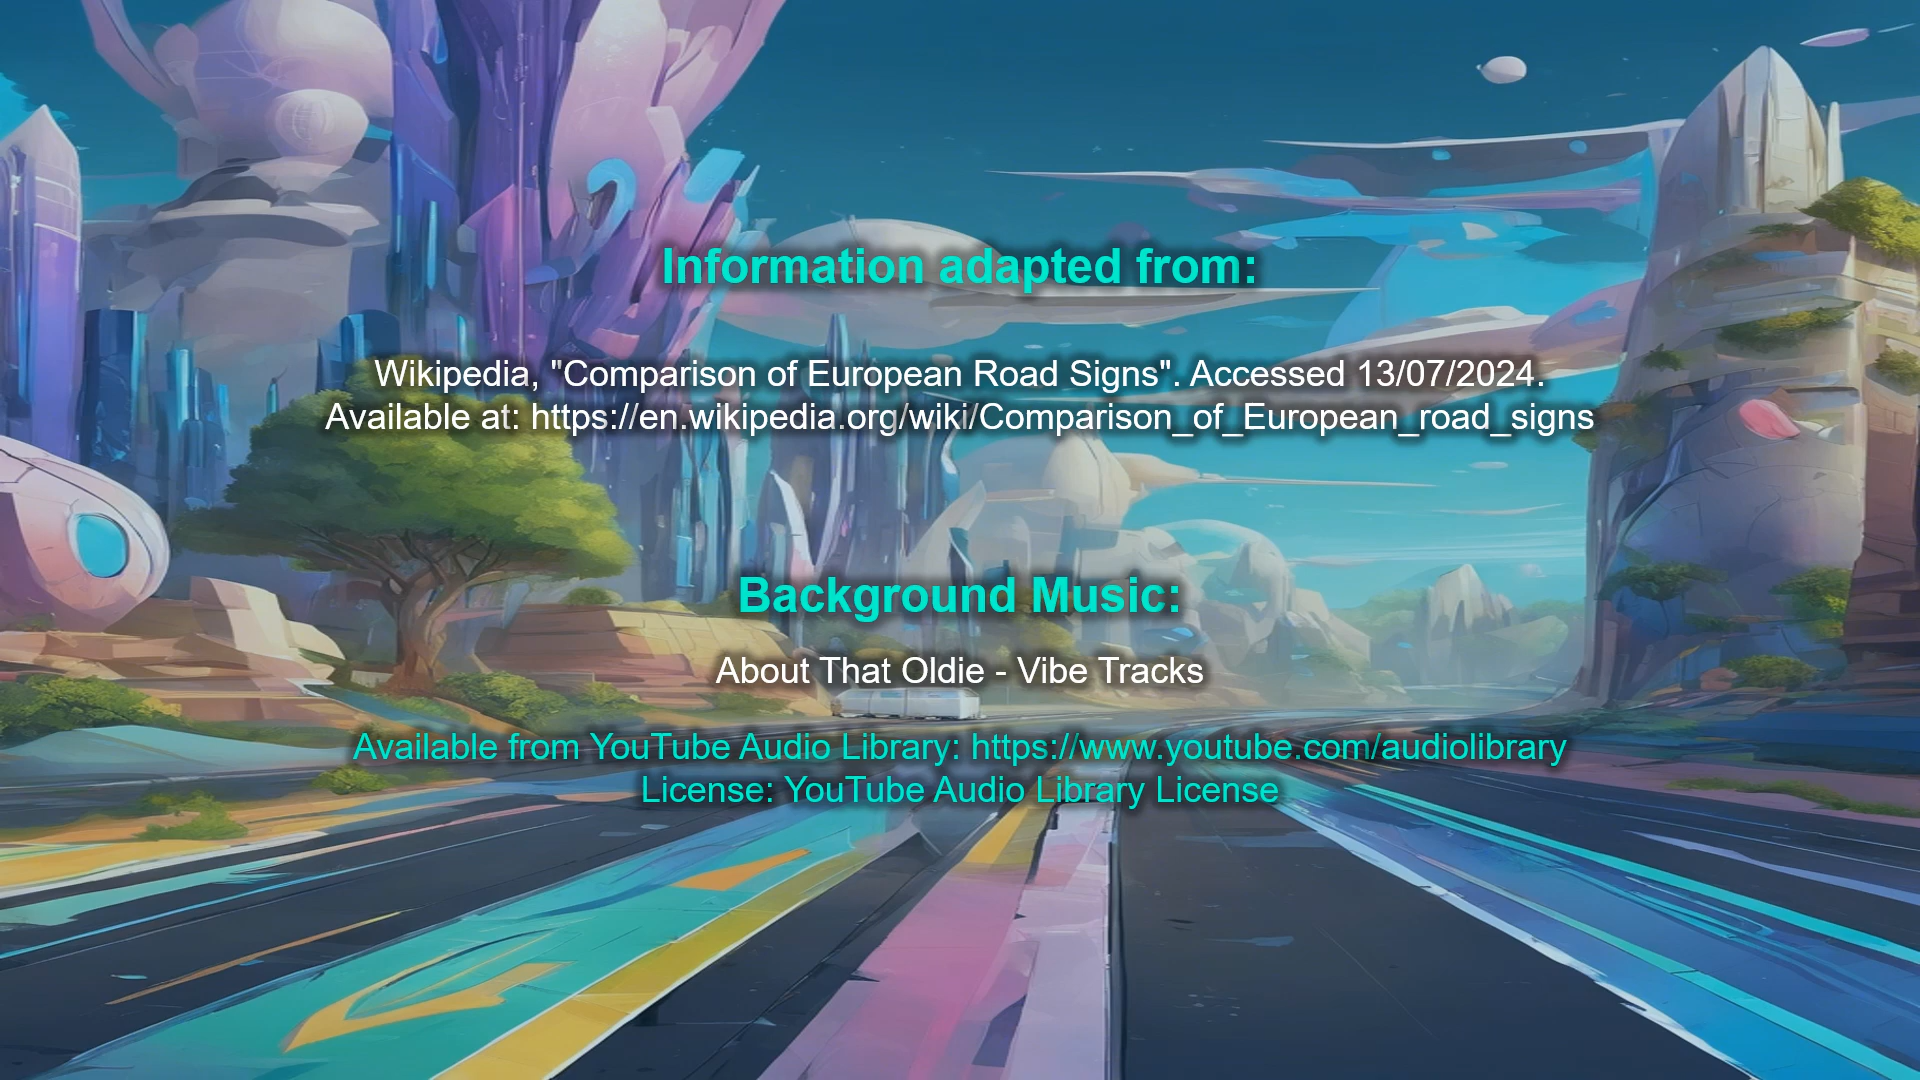 Information adapted from:
Wikipedia, "Comparison of European Road Signs". Accessed 13/07/2024.
Available at: https://en.wikipedia.org/wiki/Comparison_of_European_road_signs
Background Music:
About That Oldie - Vibe Tracks
Available from YouTube Audio Library: https://www.youtube.com/audiolibrary
License: YouTube Audio Library License